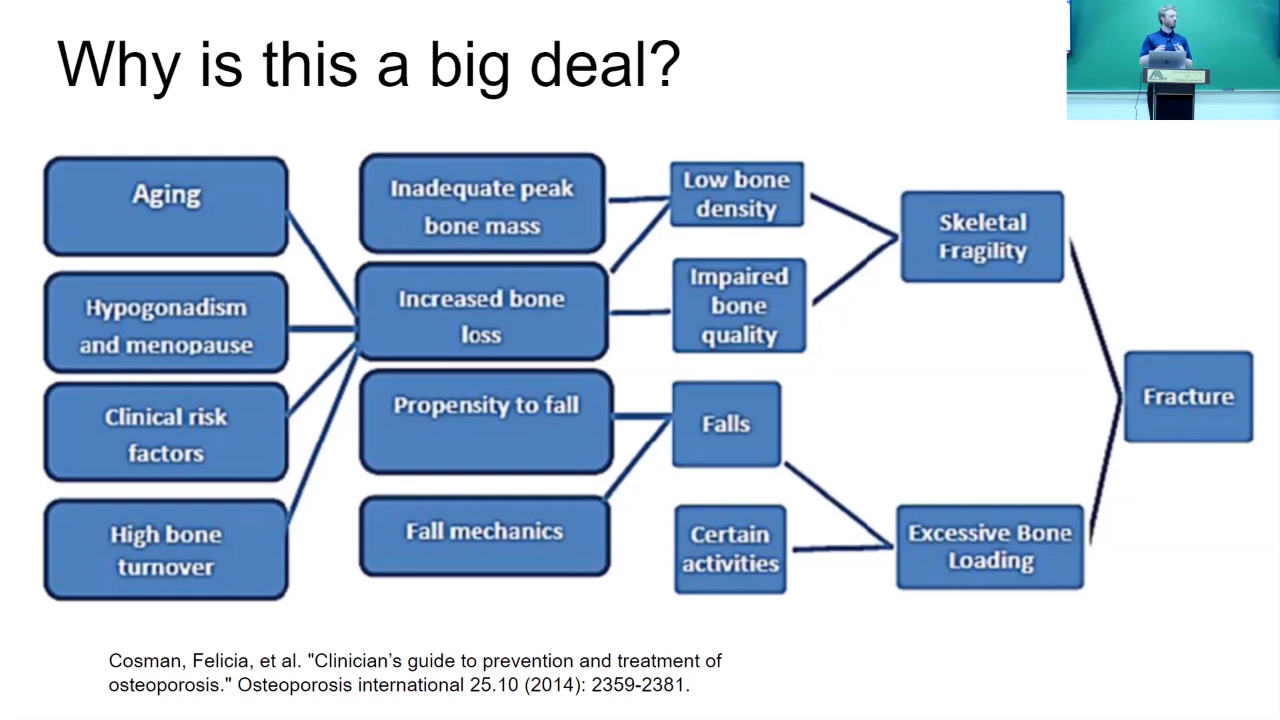 Why is this a big deal?
Aging
Hypogonadism
and menopause
Clinical risk
factors
High bone
turnover
Inadequate peak
bone mass
Increased bone
loss
Propensity to fall
Fall mechanics
Low bone
density
Impaired
bone
quality
Falls
Certain
activities
Skeletal
Fragility
Excessive Bone
Loading
Fracture
Cosman, Felicia, et al. "Clinician’s guide to prevention and treatment of
osteoporosis." Osteoporosis international 25.10 (2014): 2359-2381.